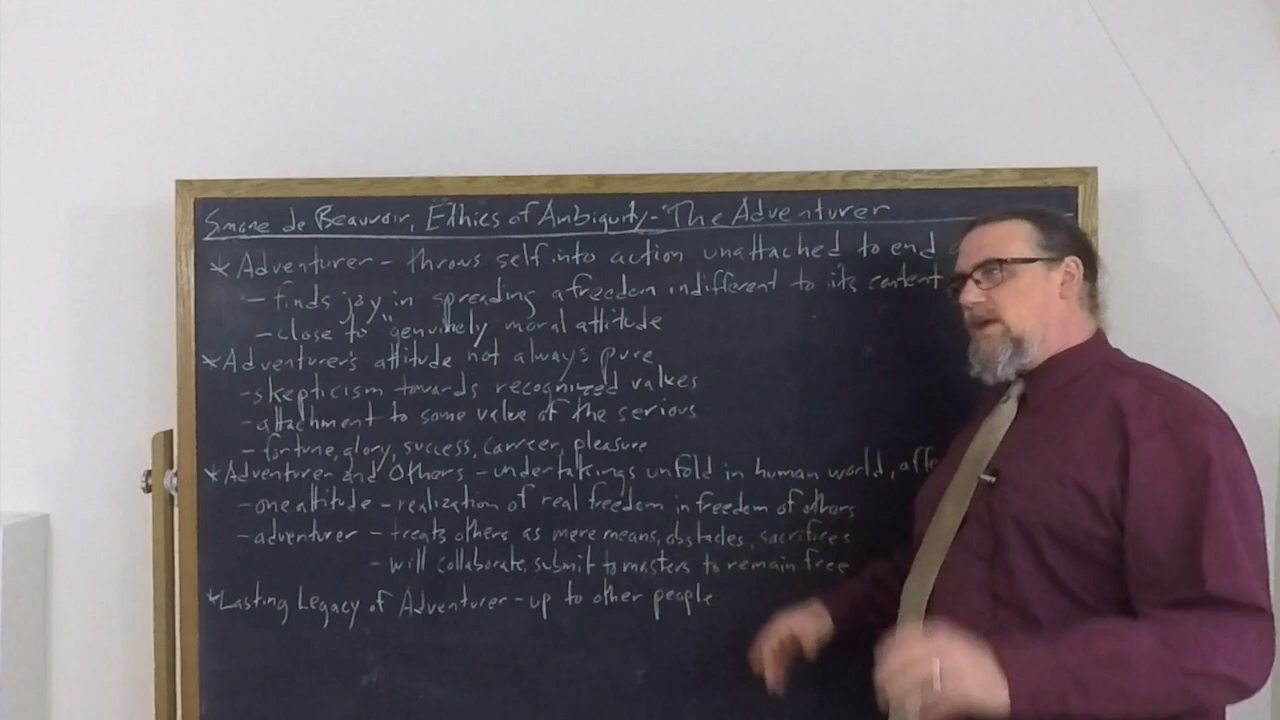 Simone de Beauvoir, Ethics of Ambiguity - "The Adventurer
* Adventurer - throws self into action unattached to end
- finds joy in spreading a freedom indifferent to its content
- close to "genuinely moral attitude
* Adventurer's attitude not always pure
- skepticism towards recognized values
- attachment to some value of the serious
- fortune, glory, success, carreer, pleasure
* Adventurer and Others - undertakings unfold in human world,
- one attitude - realization of real freedom in freedom of others
- adventurer - treats others as mere means, obstacles, sacrifices
- will collaborate, submit to masters to remain free
* Lasting Legacy of Adventurer - up to other people